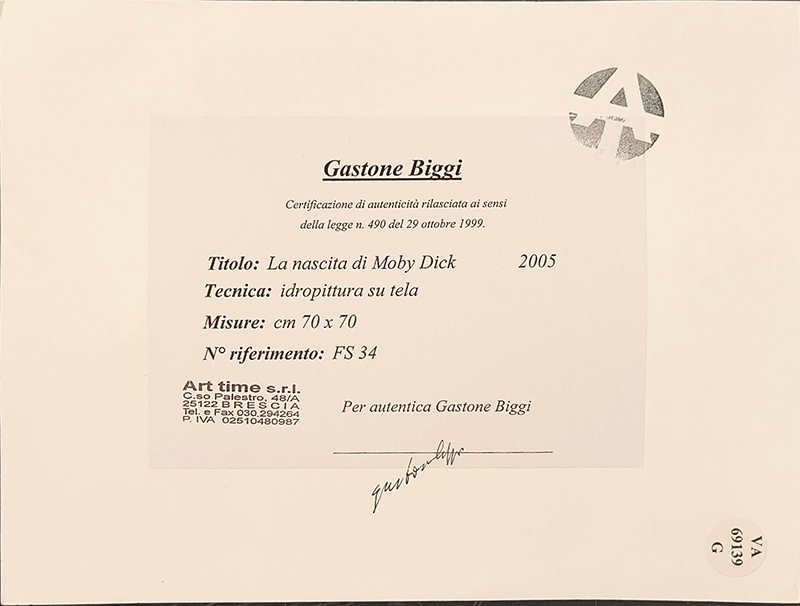 Gastone Biggi
Certificazione di autenticità rilasciata ai sensi
della legge n. 490 del 29 ottobre 1999.
Titolo: La nascita di Moby Dick 2005
Tecnica: idropittura su tela
Misure: cm 70 x 70
N° riferimento: FS 34
Art time s.r.l.
C.so Palestro, 48/A
25122 BRESCIA
Tel. e Fax 030.294264
P. IVA 02510480987
Per autentica Gastone Biggi
VA
69139
G